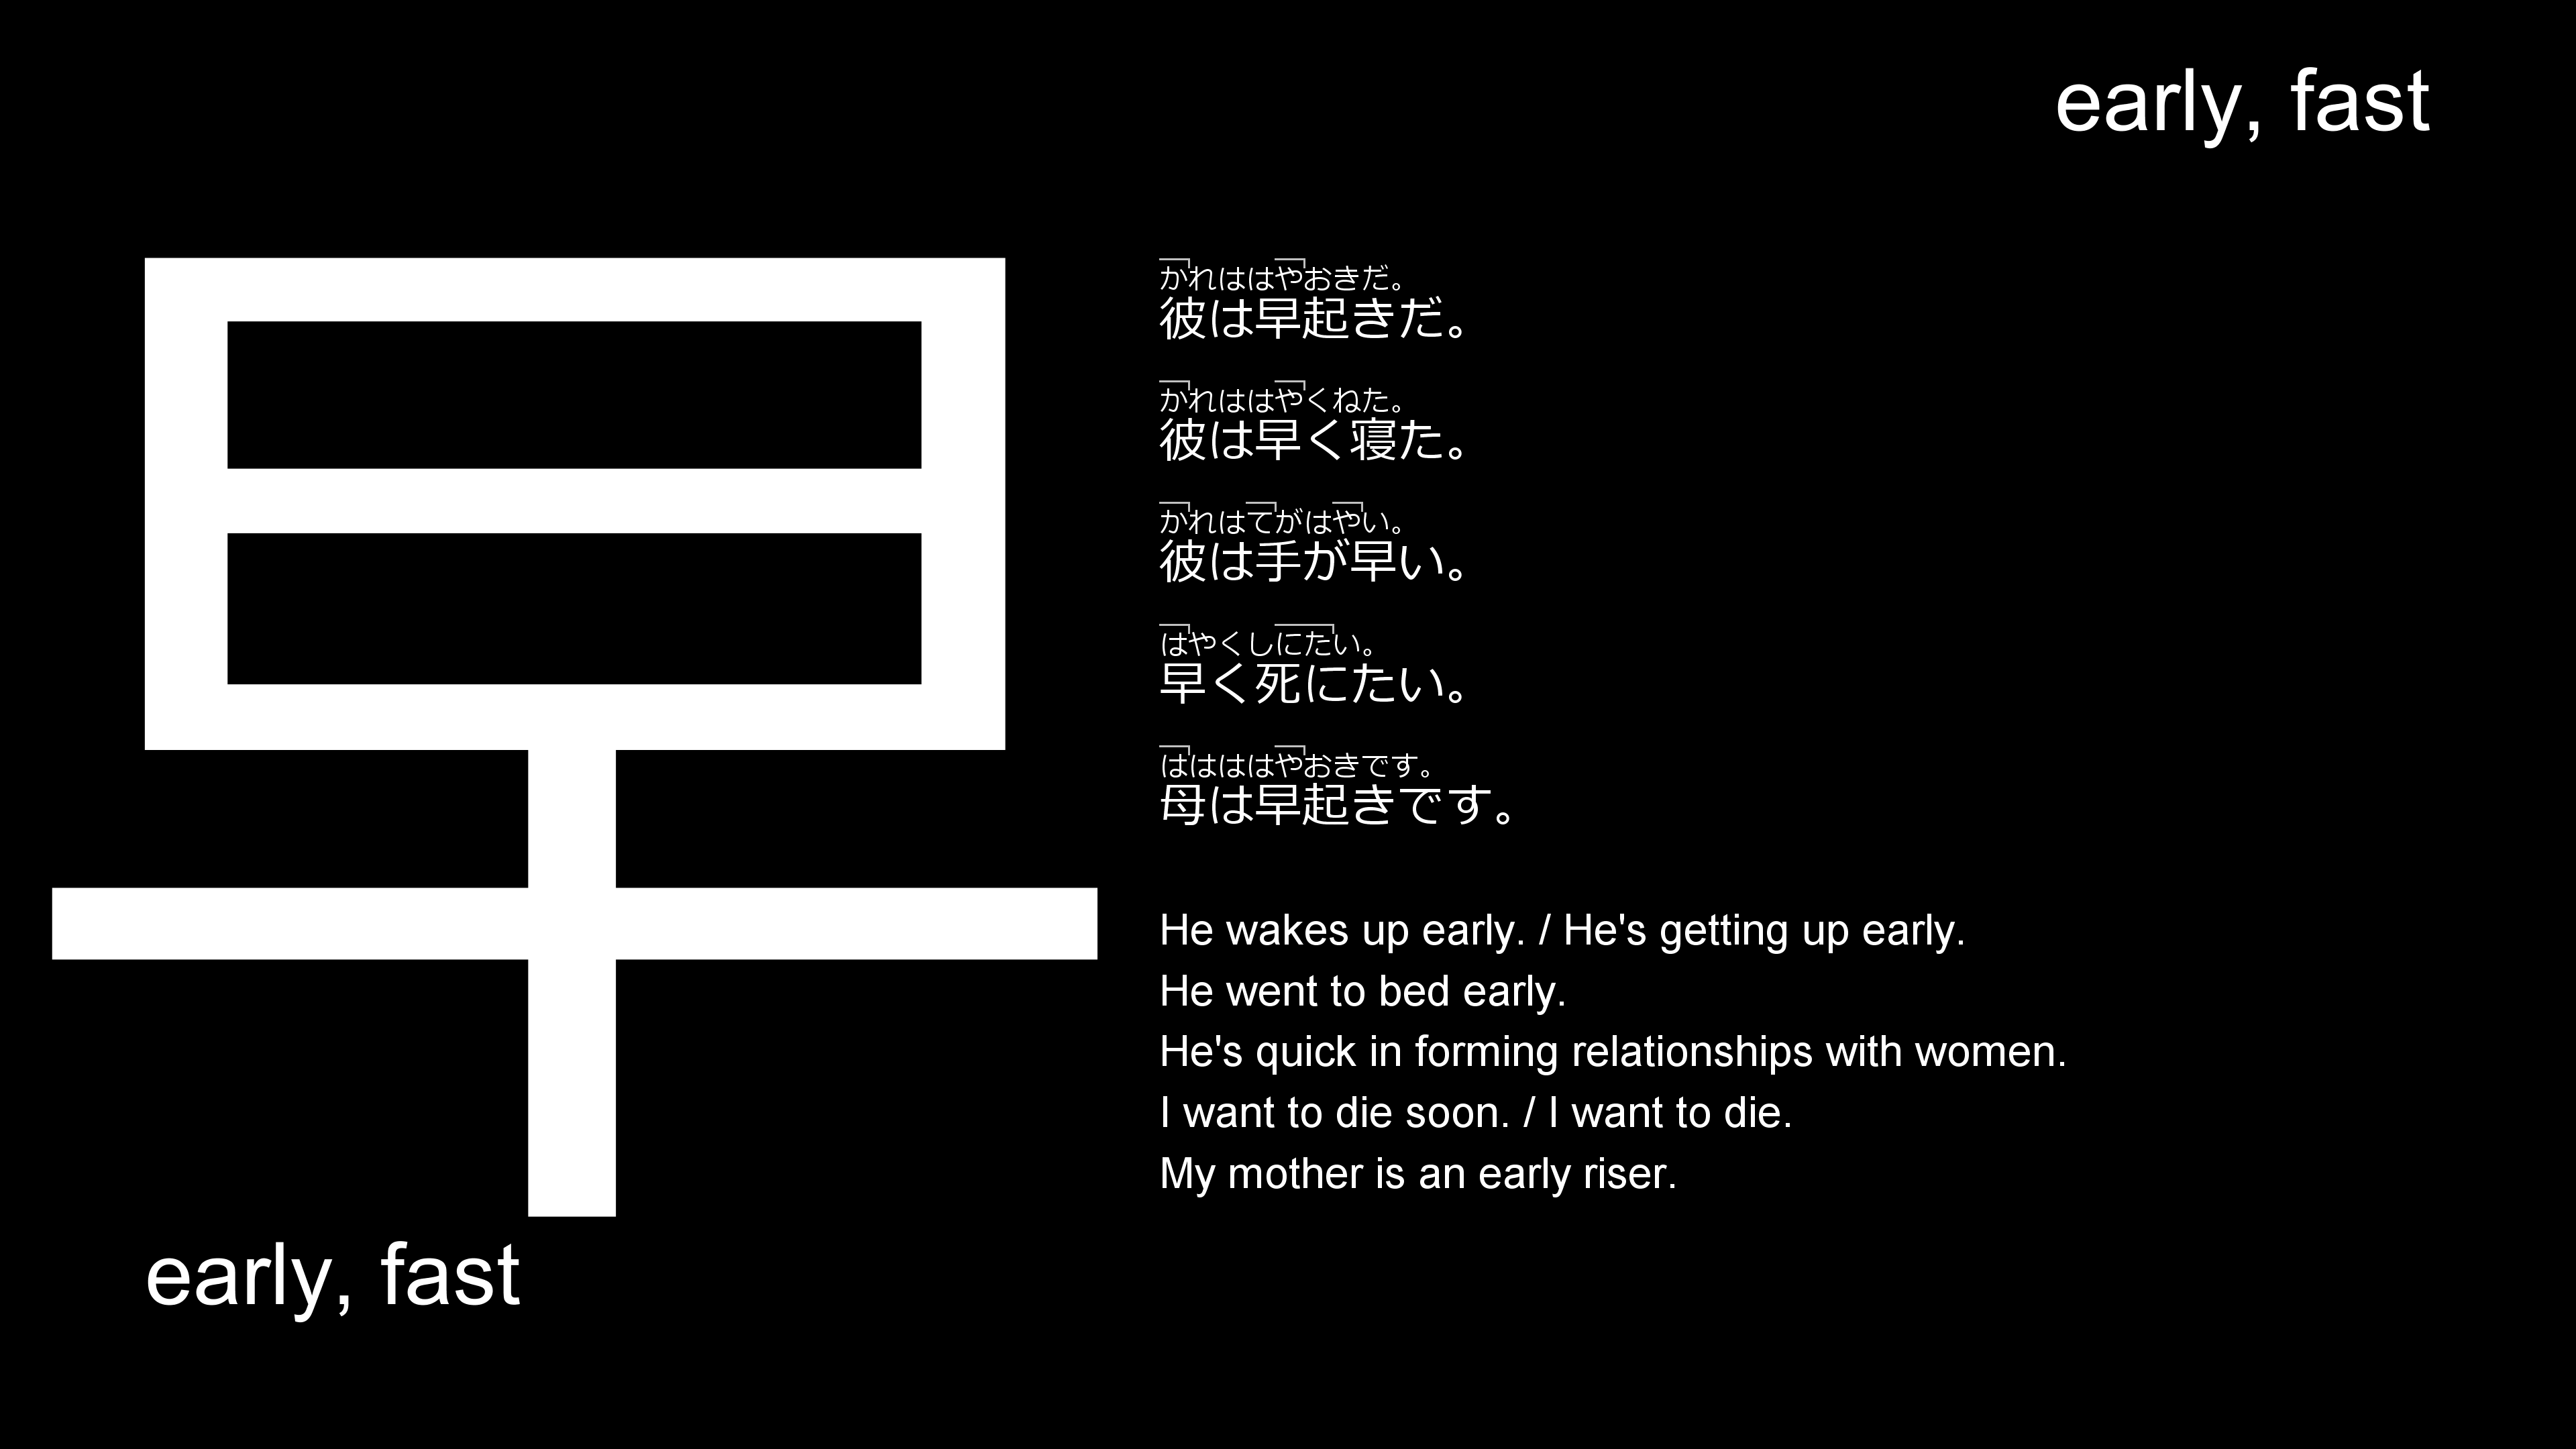 early, fast
早
early, fast
かれははやおきだ。
彼は早起きだ。
かれははやくねた。
彼は早く寝た。
かれはてがはやい。
彼は手が早い。
はやくしにたい。
早く死にたい。
はははやおきです。
母は早起きです。
He wakes up early. / He's getting up early.
He went to bed early.
He's quick in forming relationships with women.
I want to die soon. / I want to die.
My mother is an early riser.